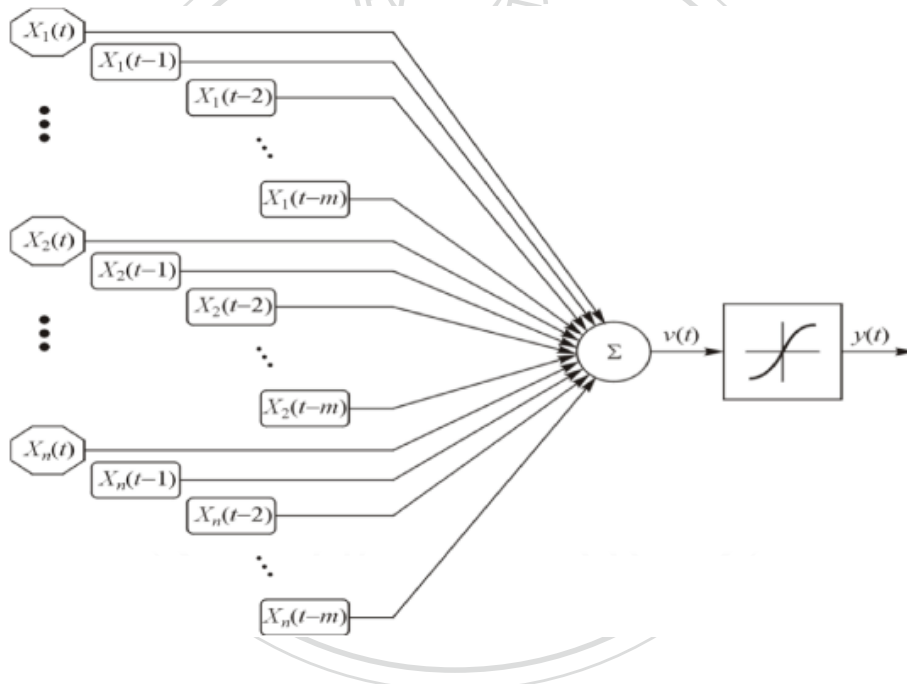 X₁(t)
X₁(t−1)
X₁(t−2)
X₁(t−m)
X₂(t)
X₂(t−1)
X₂(t−2)
X₂(t−m)
Σ
v(t)
y(t)
Xₙ(t)
Xₙ(t−1)
Xₙ(t−2)
Xₙ(t−m)